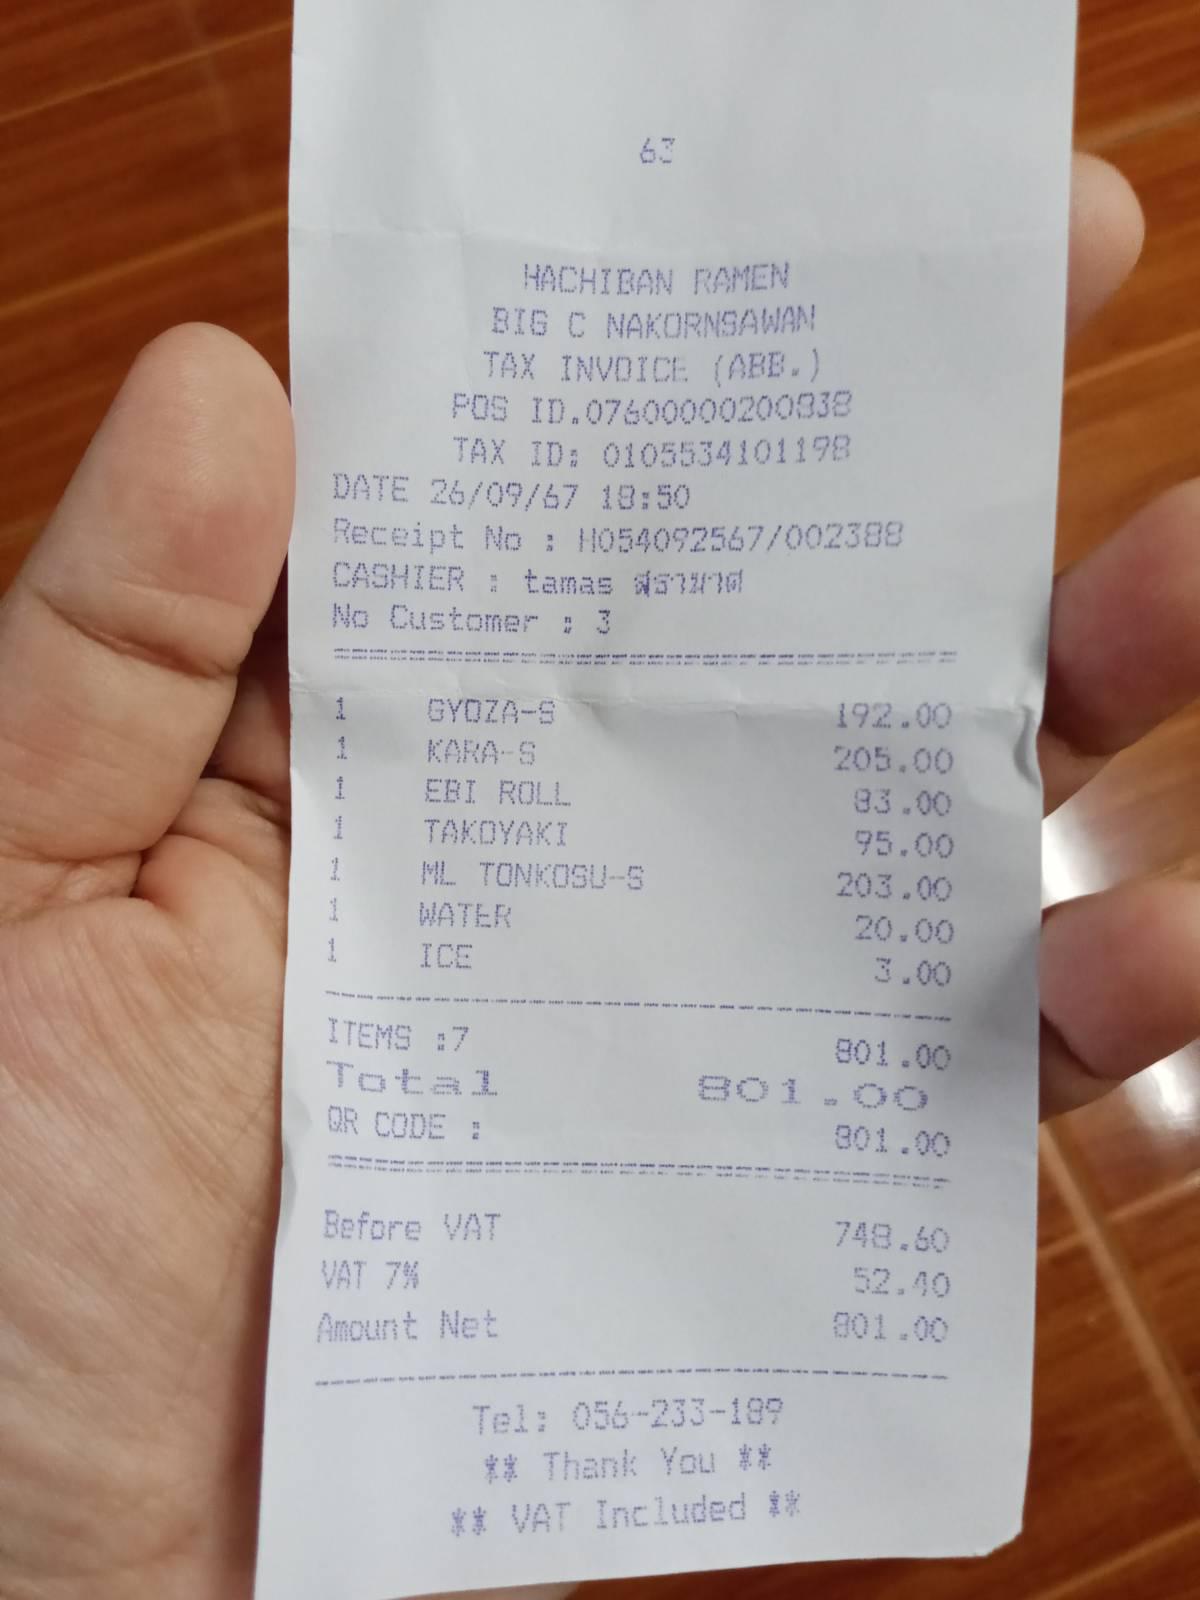 63
HACHIBAN RAMEN
BIG C NAKORNSAWAN
TAX INVOICE (ABB.)
POS ID.07600000200838
TAX ID: 0105534101198
DATE 26/09/67 18:50
Receipt No : H054092567/002388
CASHIER : tamas
No Customer : 3
1 GYOZA-S 192.00
1 KARA-S 205.00
1 EBI ROLL 83.00
1 TAKOYAKI 95.00
1 ML TONKOSU-S 203.00
1 WATER 20.00
1 ICE 3.00
ITEMS :7 801.00
Total 801.00
QR CODE : 801.00
Before VAT 748.60
VAT 7% 52.40
Amount Net 801.00
Tel: 056-233-189
** Thank You **
** VAT Included **